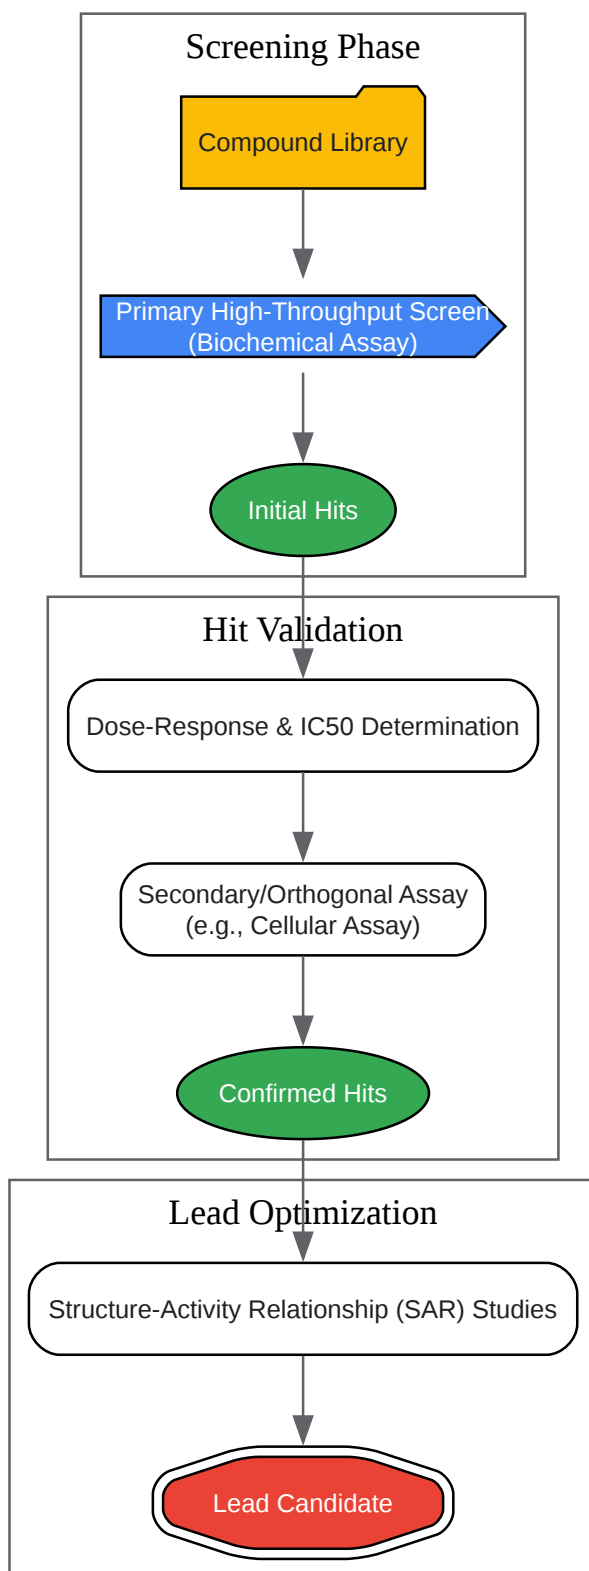 Screening Phase
Compound Library
Primary High-Throughput Screen
(Biochemical Assay)
Initial Hits
Hit Validation
Dose-Response & IC50 Determination
Secondary/Orthogonal Assay
(e.g., Cellular Assay)
Confirmed Hits
Lead Optimization
Structure-Activity Relationship (SAR) Studies
Lead Candidate